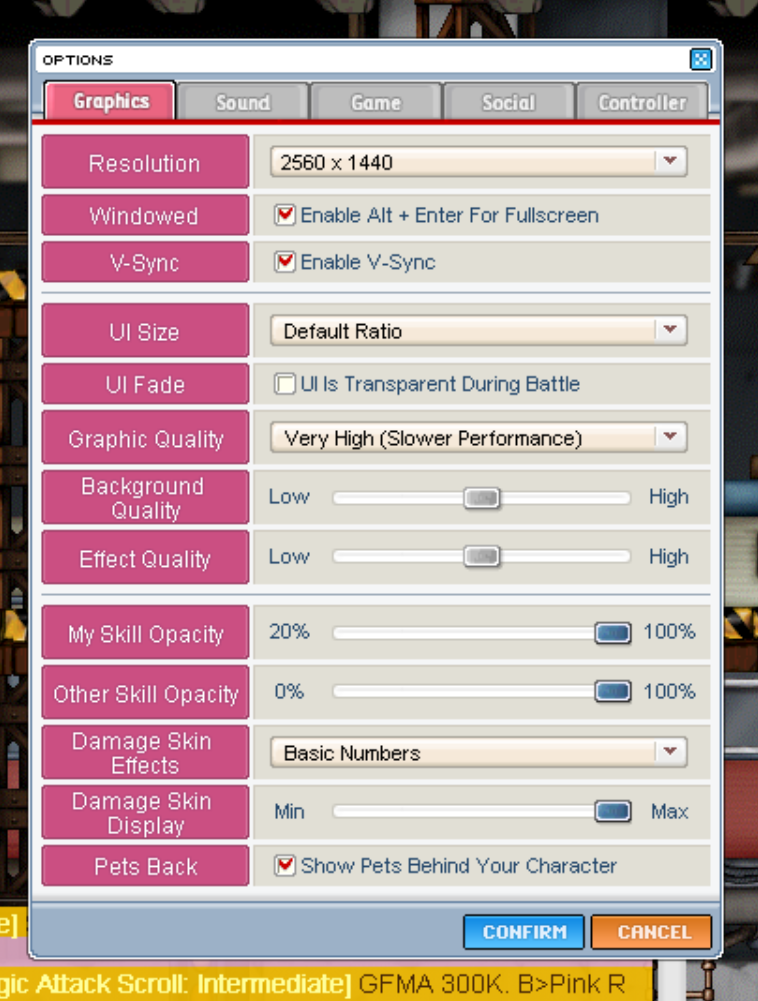 OPTIONS
Graphics Sound Game Social Controller
Resolution 2560 x 1440
Windowed Enable Alt + Enter For Fullscreen
V-Sync Enable V-Sync
UI Size Default Ratio
UI Fade UI Is Transparent During Battle
Graphic Quality Very High (Slower Performance)
Background
Quality
Low High
Effect Quality Low High
My Skill Opacity 20% 100%
Other Skill Opacity 0% 100%
Damage Skin
Effects
Basic Numbers
Damage Skin
Display
Min Max
Pets Back Show Pets Behind Your Character
CONFIRM CANCEL
e]
gic Attack Scroll: Intermediate] GFMA 300K. B>Pink R